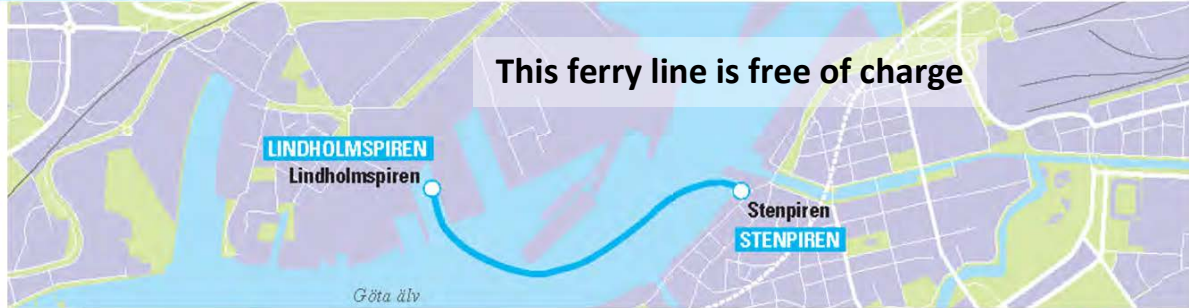 This ferry line is free of charge
LINDHOLMSPIREN
Lindholmspiren
Stenpiren
STENPIREN
Göta älv